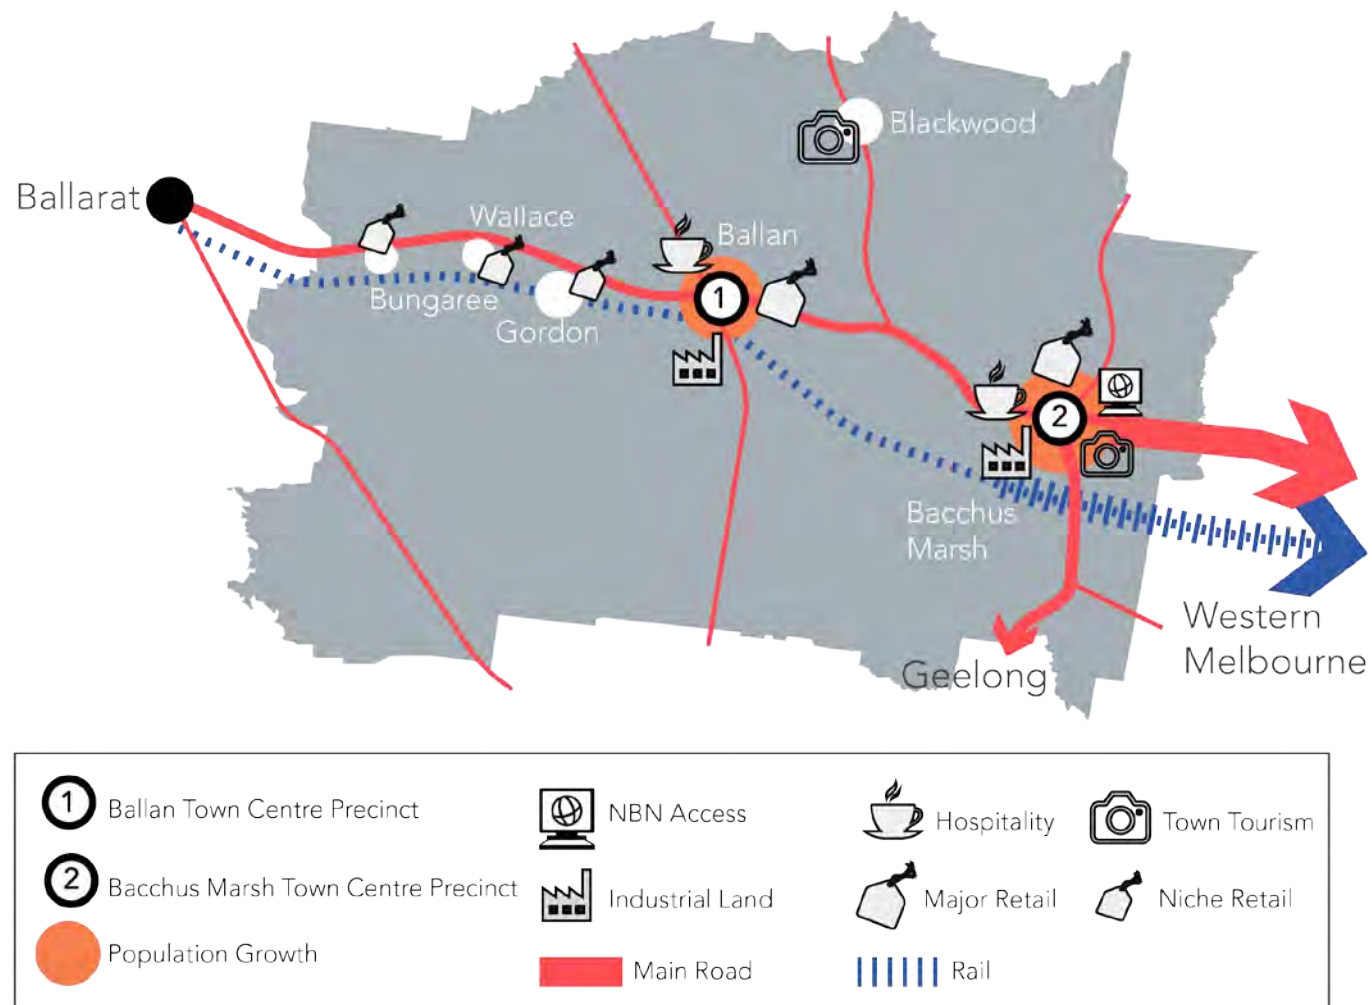 Blackwood
Ballarat
Wallace
Ballan
Bungaree
Gordon
1
2
Bacchus
Marsh
Western
Melbourne
Geelong
1 Ballan Town Centre Precinct
NBN Access
Hospitality
Town Tourism
2 Bacchus Marsh Town Centre Precinct
Industrial Land
Major Retail
Niche Retail
Population Growth
Main Road
Rail